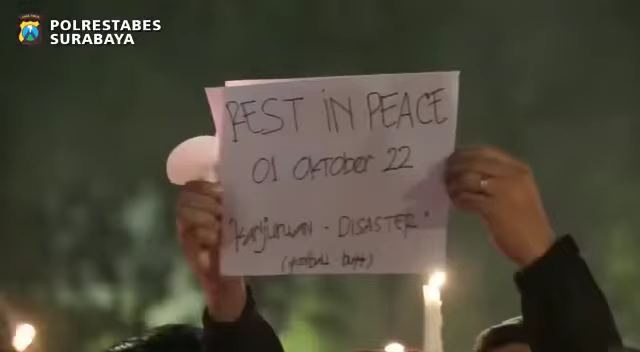 POLRESTABES
SURABAYA
REST iN PEACE
01 OKTober 22
"Kanjuruan - DISASTER"